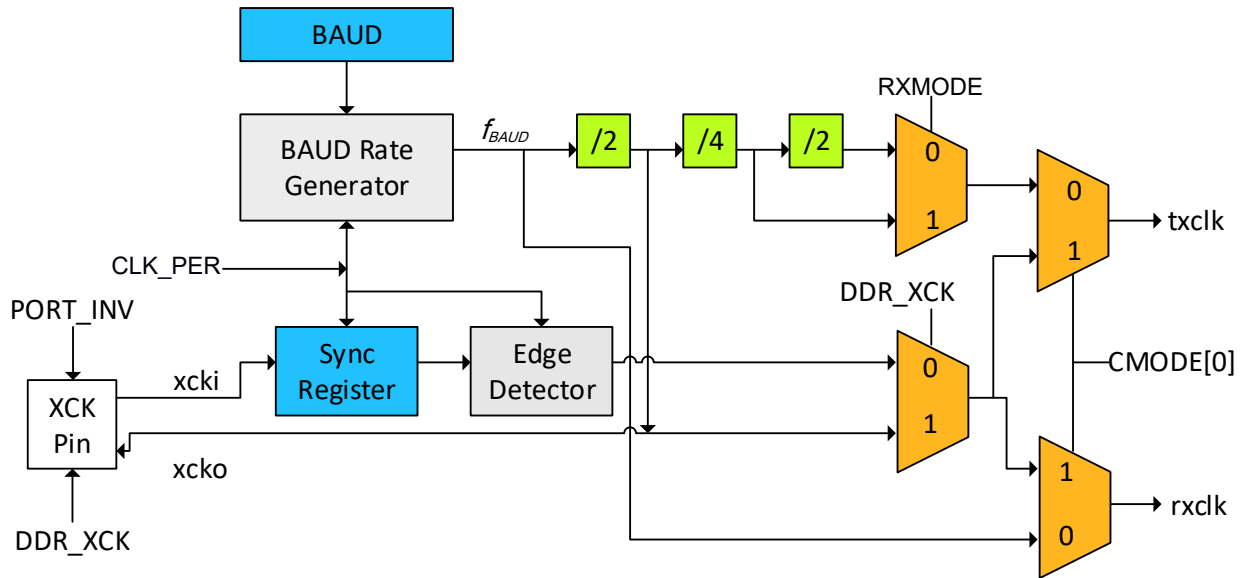 BAUD
RXMODE
BAUD Rate
Generator
fBAUD
/2
/4
/2
0
1
0
1
txclk
CLK_PER
DDR_XCK
PORT_INV
CMODE[0]
xcki
Sync
Register
Edge
Detector
0
1
XCK
Pin
xcko
1
0
rxclk
DDR_XCK